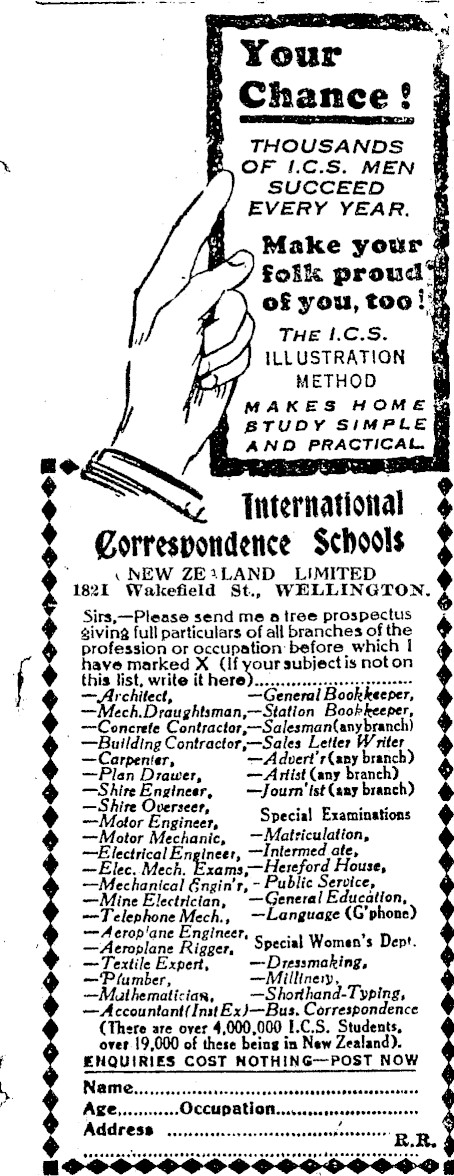 Your
Chance!
THOUSANDS
OF I.C.S. MEN
SUCCEED
EVERY YEAR.
Make your
folk proud
of you, too!
THE I.C.S.
ILLUSTRATION
METHOD
MAKES HOME
STUDY SIMPLE
AND PRACTICAL.
International
Correspondence Schools
(NEW ZEALAND LIMITED
1821 Wakefield St., WELLINGTON.
Sirs,—Please send me a free prospectus
giving full particulars of all branches of the
profession or occupation before which I
have marked X (If your subject is not on
this list, write it here)..............................
—Architect, —General Bookkeeper,
—Mech.Draughtsman, —Station Bookkeeper,
—Concrete Contractor, —Salesman (any branch)
—Building Contractor, —Sales Letter Writer
—Carpenter, —Advert'r (any branch)
—Plan Drawer, —Artist (any branch)
—Shire Engineer, —Journ'ist (any branch)
—Shire Overseer,
—Motor Engineer, Special Examinations
—Motor Mechanic, —Matriculation,
—Electrical Engineer, —Intermed ate,
—Elec. Mech. Exams, —Hereford House,
—Mechanical Engin'r, -Public Service,
—Mine Electrician, —General Education,
—Telephone Mech., —Language (G'phone)
—Aeroplane Engineer,
—Aeroplane Rigger, Special Women's Dept.
—Textile Expert, —Dressmaking,
—Plumber, —Millinery,
—Mathematician, —Shorthand-Typing,
—Accountant (Inst Ex) —Bus. Correspondence
(There are over 4,000,000 I.C.S. Students,
over 19,000 of these being in New Zealand).
ENQUIRIES COST NOTHING—POST NOW
Name..................................................
Age............Occupation.........................
Address ...........................................
R.R.